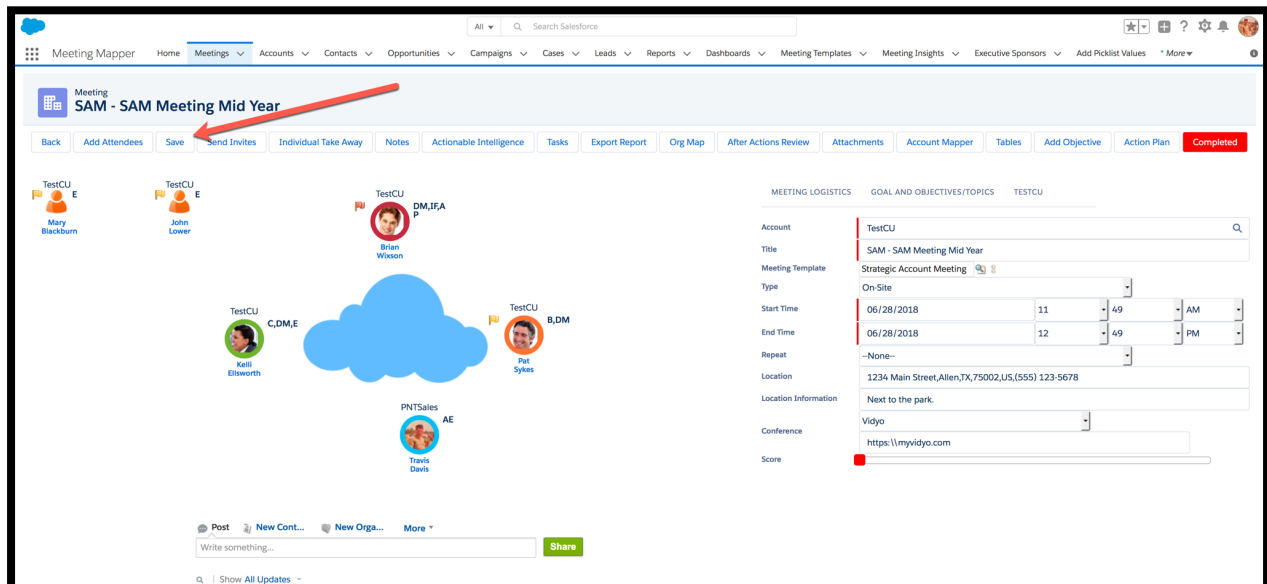 All
Search Salesforce
Meeting Mapper
Home
Meetings
Accounts
Contacts
Opportunities
Campaigns
Cases
Leads
Reports
Dashboards
Meeting Templates
Meeting Insights
Executive Sponsors
Add Picklist Values
* More
Meeting
SAM - SAM Meeting Mid Year
Back
Add Attendees
Save
Send Invites
Individual Take Away
Notes
Actionable Intelligence
Tasks
Export Report
Org Map
After Actions Review
Attachments
Account Mapper
Tables
Add Objective
Action Plan
Completed
TestCU
E
Mary
Blackburn
TestCU
E
John
Lower
TestCU
DM,IF,A
P
Brian
Wixson
TestCU
C,DM,E
Kelli
Ellsworth
TestCU
B,DM
Pat
Sykes
PNTSales
AE
Travis
Davis
MEETING LOGISTICS
GOAL AND OBJECTIVES/TOPICS
TESTCU
Account
TestCU
Title
SAM - SAM Meeting Mid Year
Meeting Template
Strategic Account Meeting
Type
On-Site
Start Time
06/28/2018
11
49
AM
End Time
06/28/2018
12
49
PM
Repeat
--None--
Location
1234 Main Street,Allen,TX,75002,US,(555) 123-5678
Location Information
Next to the park.
Conference
Vidyo
https:\\myvidyo.com
Score
Post
New Cont...
New Orga...
More
Write something...
Share
Show All Updates